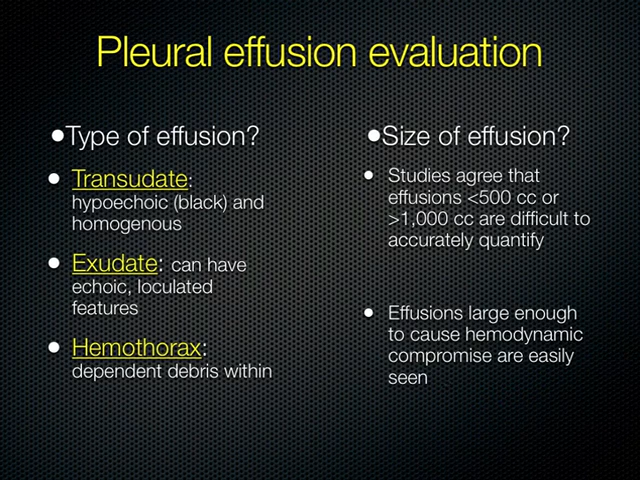 Pleural effusion evaluation
•Type of effusion?
• Transudate:
hypoechoic (black) and
homogenous
• Exudate: can have
echoic, loculated
features
• Hemothorax:
dependent debris within
•Size of effusion?
• Studies agree that
effusions <500 cc or
>1,000 cc are difficult to
accurately quantify
• Effusions large enough
to cause hemodynamic
compromise are easily
seen